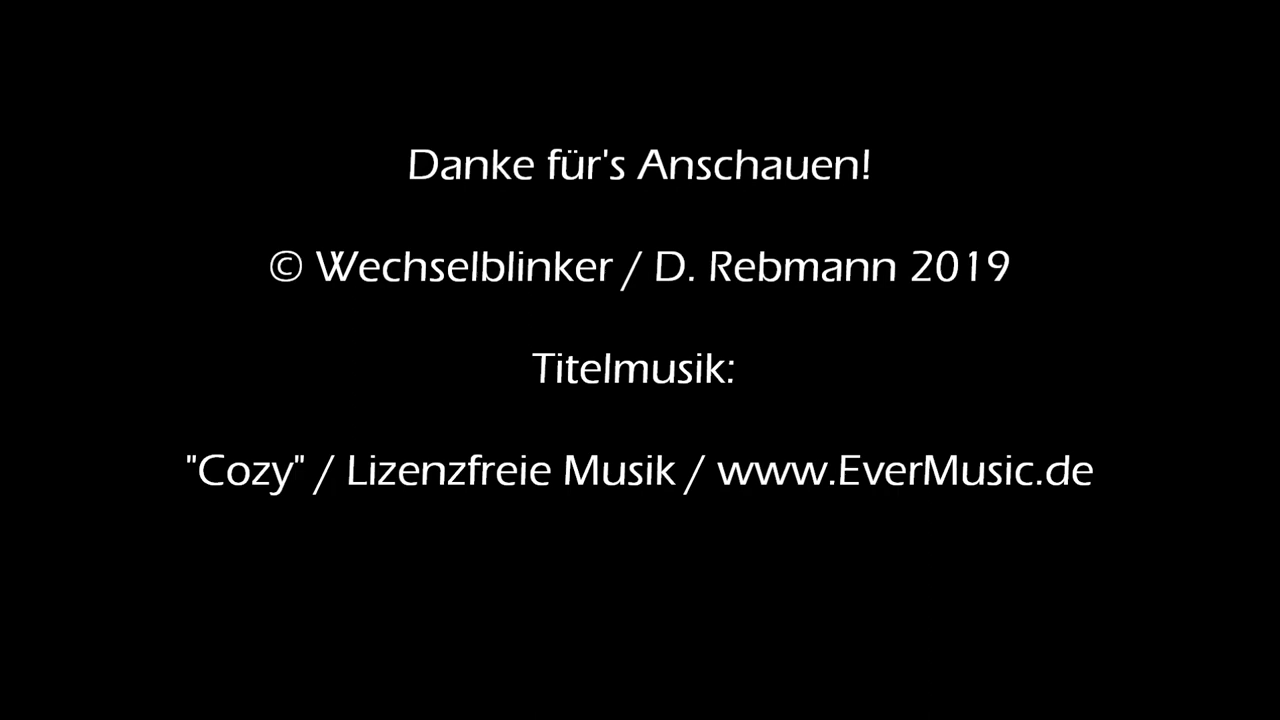 Danke für's Anschauen!
© Wechselblinker / D. Rebmann 2019
Titelmusik:
"Cozy" / Lizenzfreie Musik / www.EverMusic.de